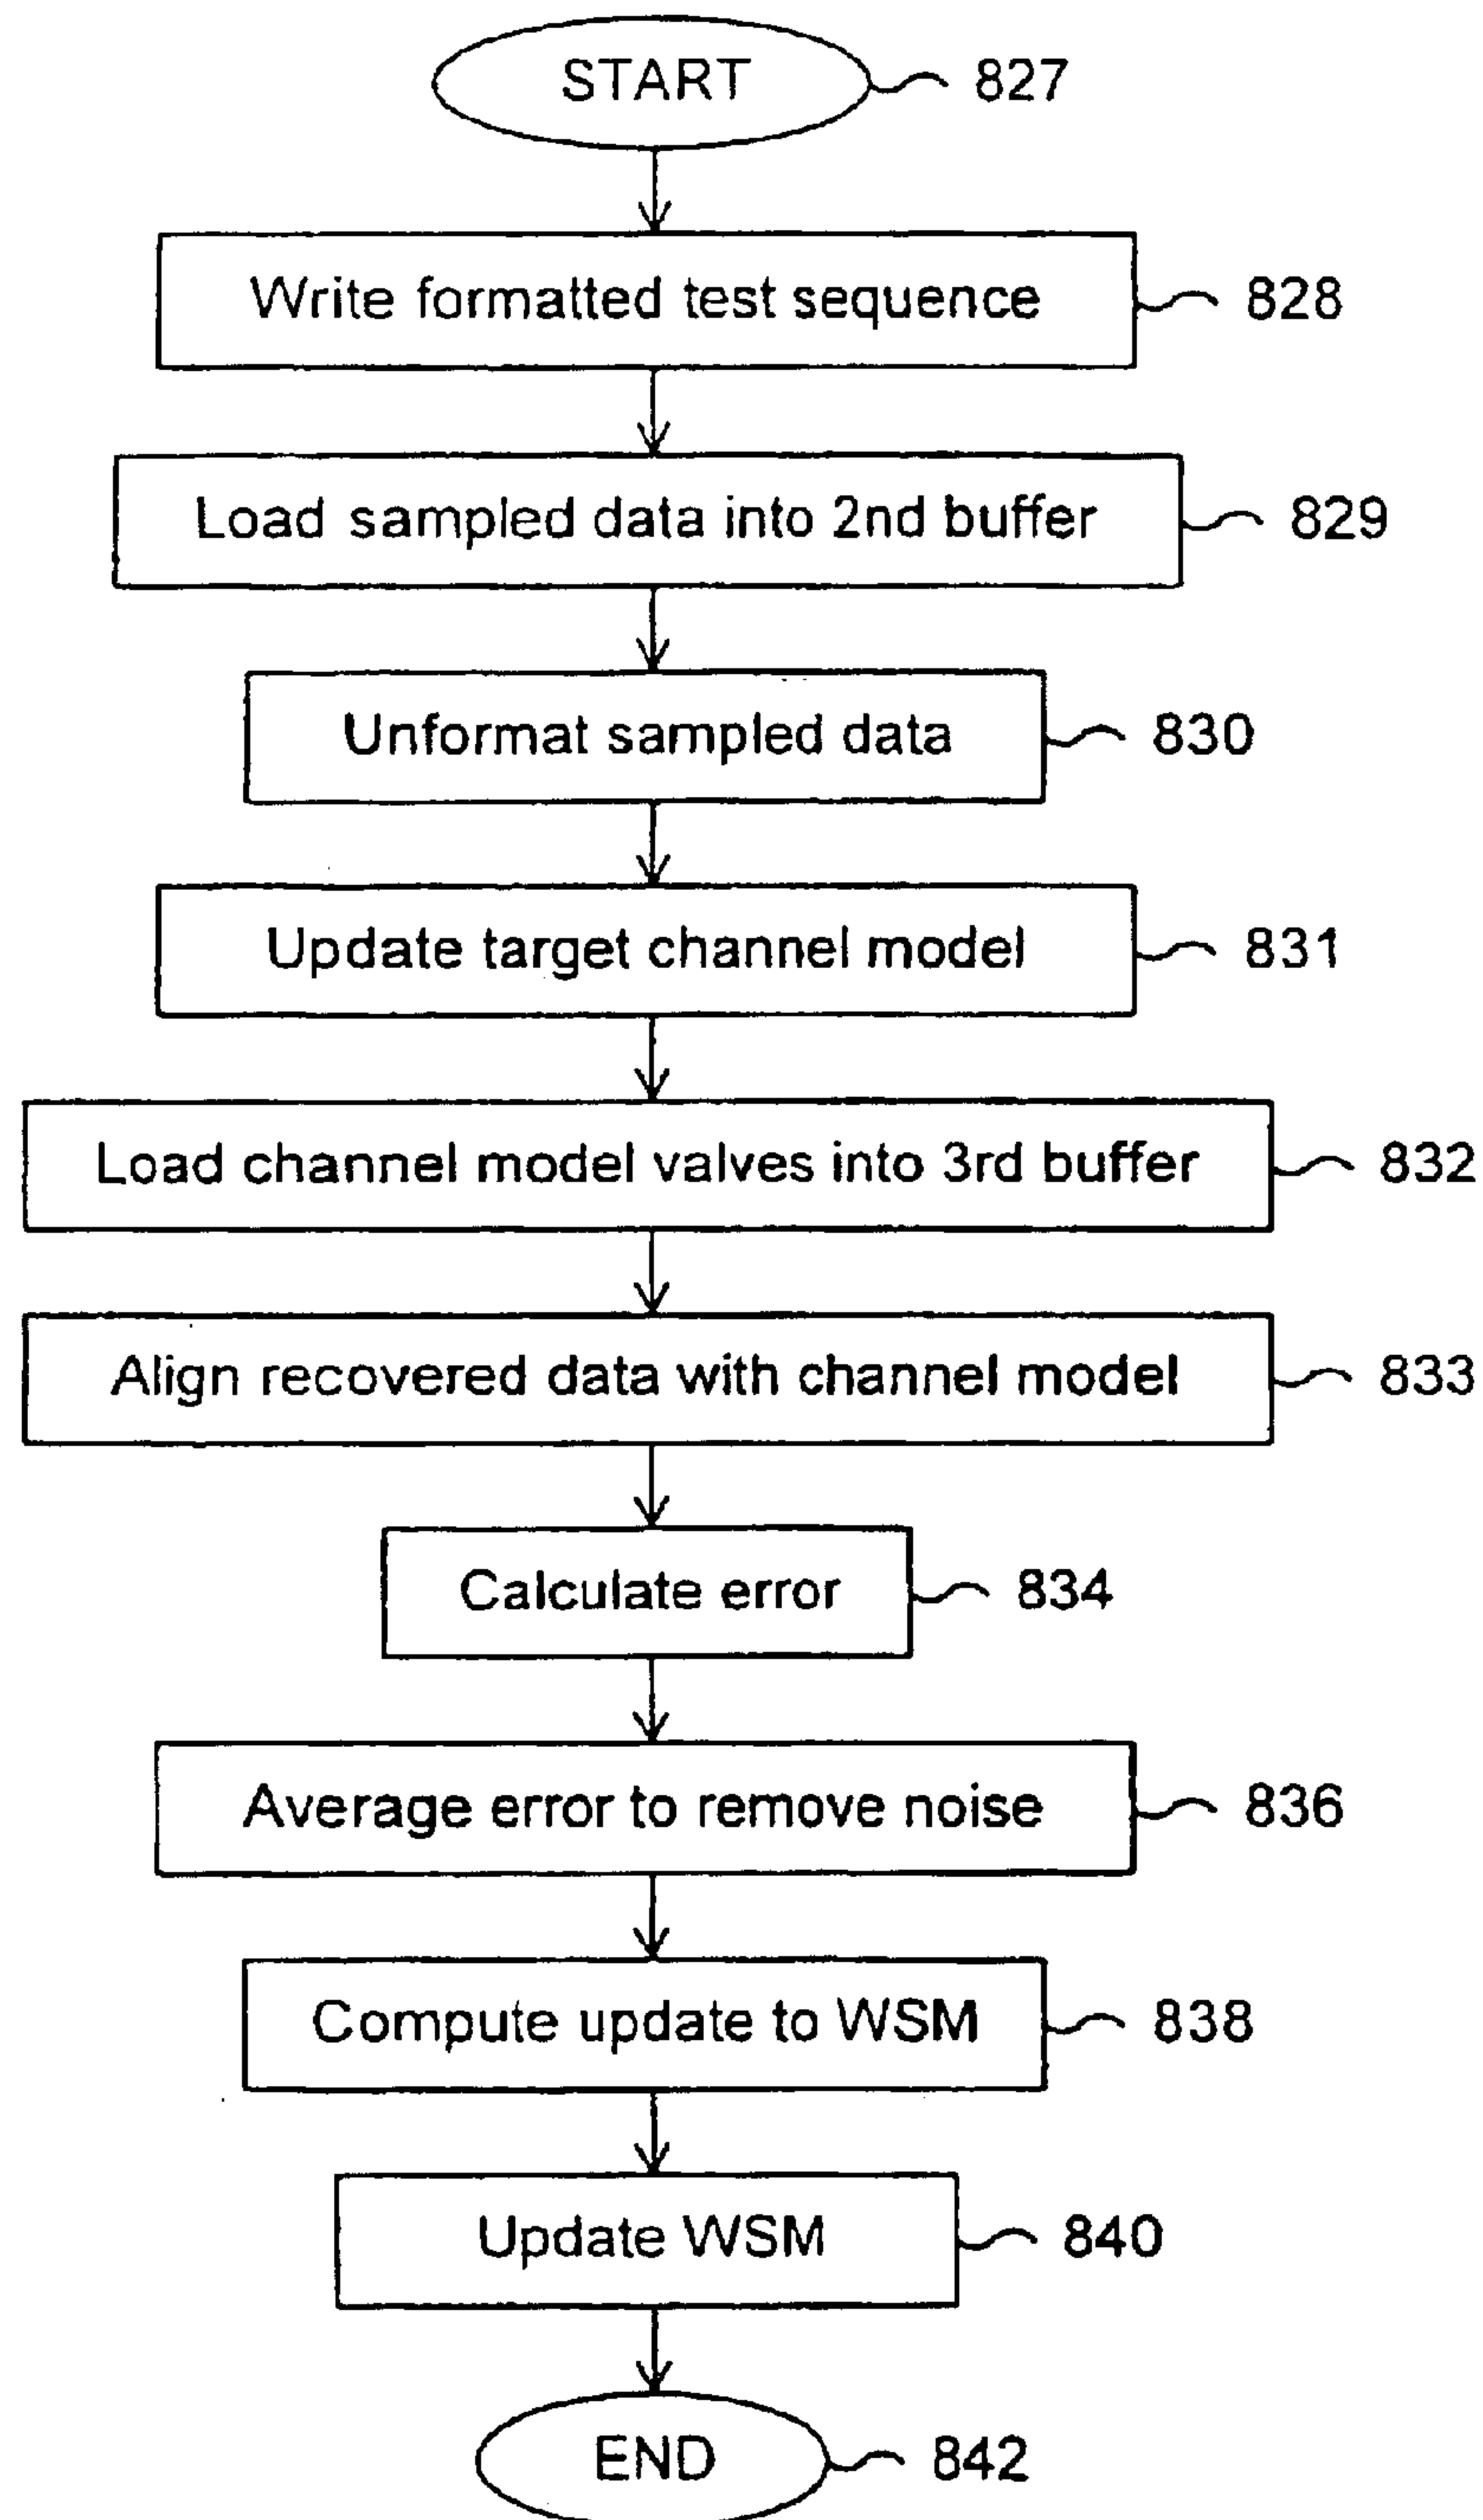 START 827
Write formatted test sequence 828
Load sampled data into 2nd buffer 829
Unformat sampled data 830
Update target channel model 831
Load channel model valves into 3rd buffer 832
Align recovered data with channel model 833
Calculate error 834
Average error to remove noise 836
Compute update to WSM 838
Update WSM 840
END 842